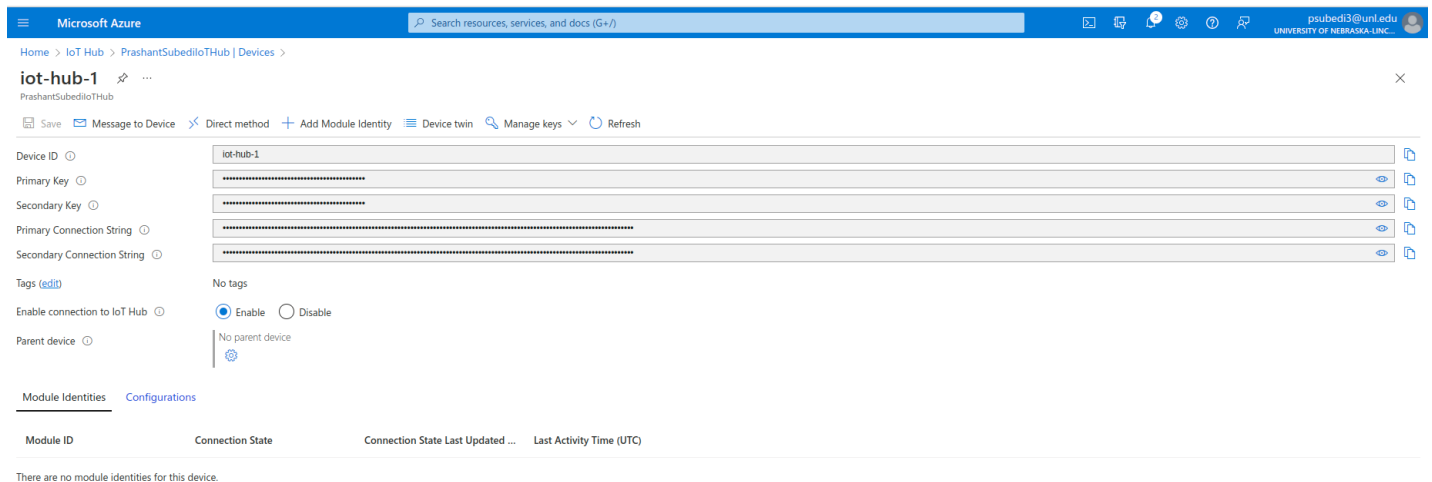 Microsoft Azure
Search resources, services, and docs (G+/)
2
psubedi3@unl.edu
UNIVERSITY OF NEBRASKA-LINC...
Home > IoT Hub > PrashantSubediIoTHub | Devices >
iot-hub-1 ...
PrashantSubediIoTHub
Save Message to Device Direct method + Add Module Identity Device twin Manage keys Refresh
Device ID iot-hub-1
Primary Key ••••••••••••••••••••••••••••••••••••••••••••
Secondary Key ••••••••••••••••••••••••••••••••••••••••••••
Primary Connection String
Secondary Connection String
Tags (edit) No tags
Enable connection to IoT Hub Enable Disable
Parent device No parent device
Module Identities Configurations
Module ID Connection State Connection State Last Updated ... Last Activity Time (UTC)
There are no module identities for this device.